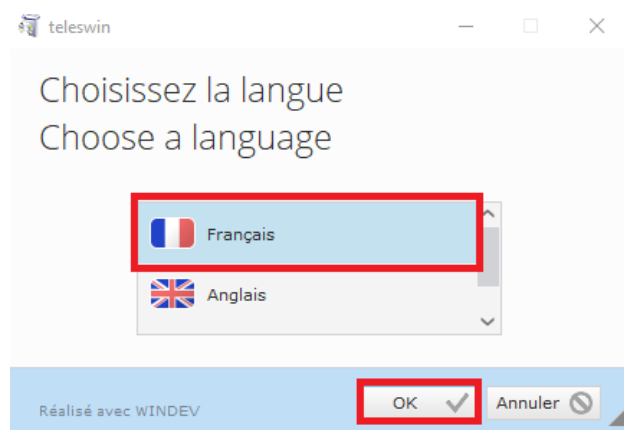 teleswin
Choisissez la langue
Choose a language
Français
Anglais
Réalisé avec WINDEV
OK
Annuler